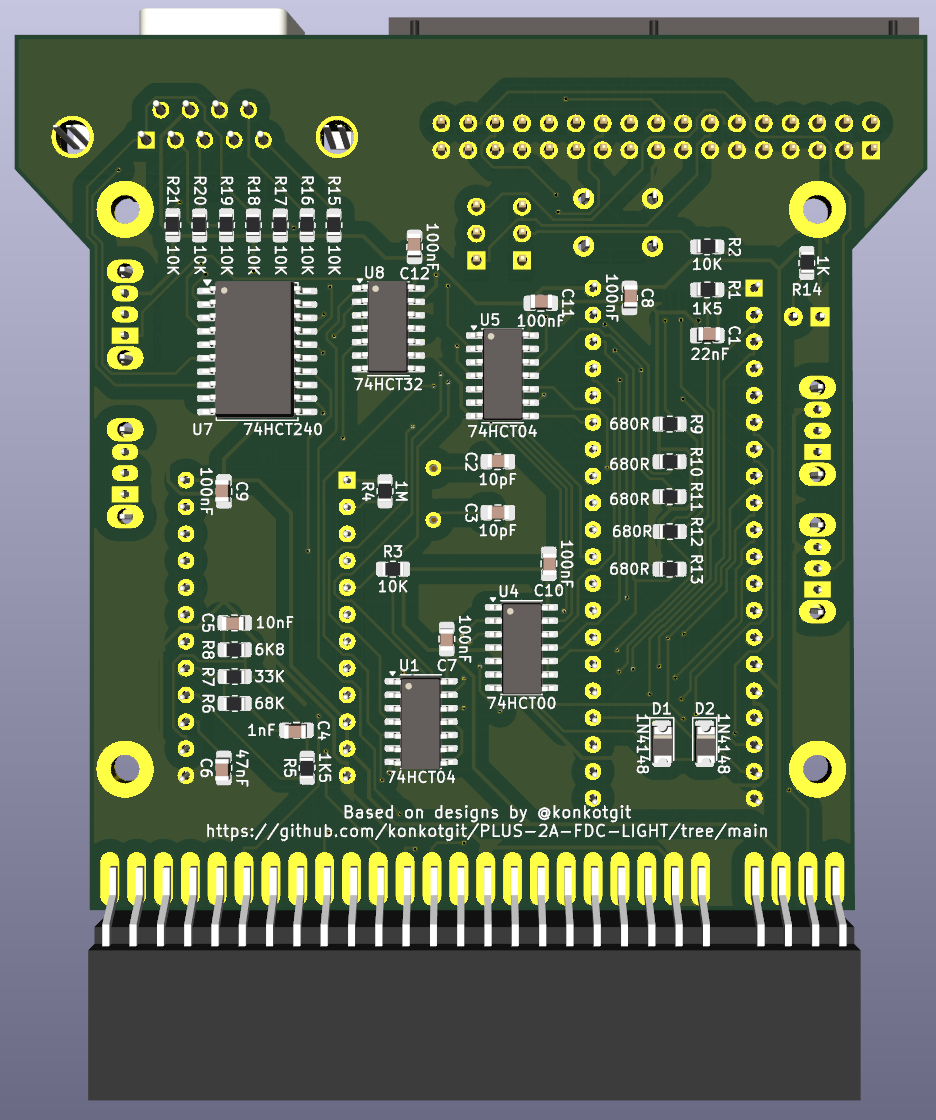 R21
R20
R19
R18
R17
R16
R15
10K
10K
10K
10K
10K
10K
10K
100nF
C12
U8
74HCT32
U7
74HCT240
R2
10K
R1
1K5
C1
22nF
1K
R14
C8
100nF
C11
100nF
U5
74HCT04
680R
R9
680R
R10
680R
R11
680R
R12
680R
R13
C2
10pF
C3
10pF
100nF
C9
R4
1M
R3
10K
100nF
C10
U4
74HCT00
C5
10nF
R8
6K8
R7
33K
R6
68K
100nF
C7
U1
74HCT04
1nF
C4
C6
47nF
R5
1K5
D1
1N4148
D2
1N4148
Based on designs by @konkotgit
https://github.com/konkotgit/PLUS-2A-FDC-LIGHT/tree/main